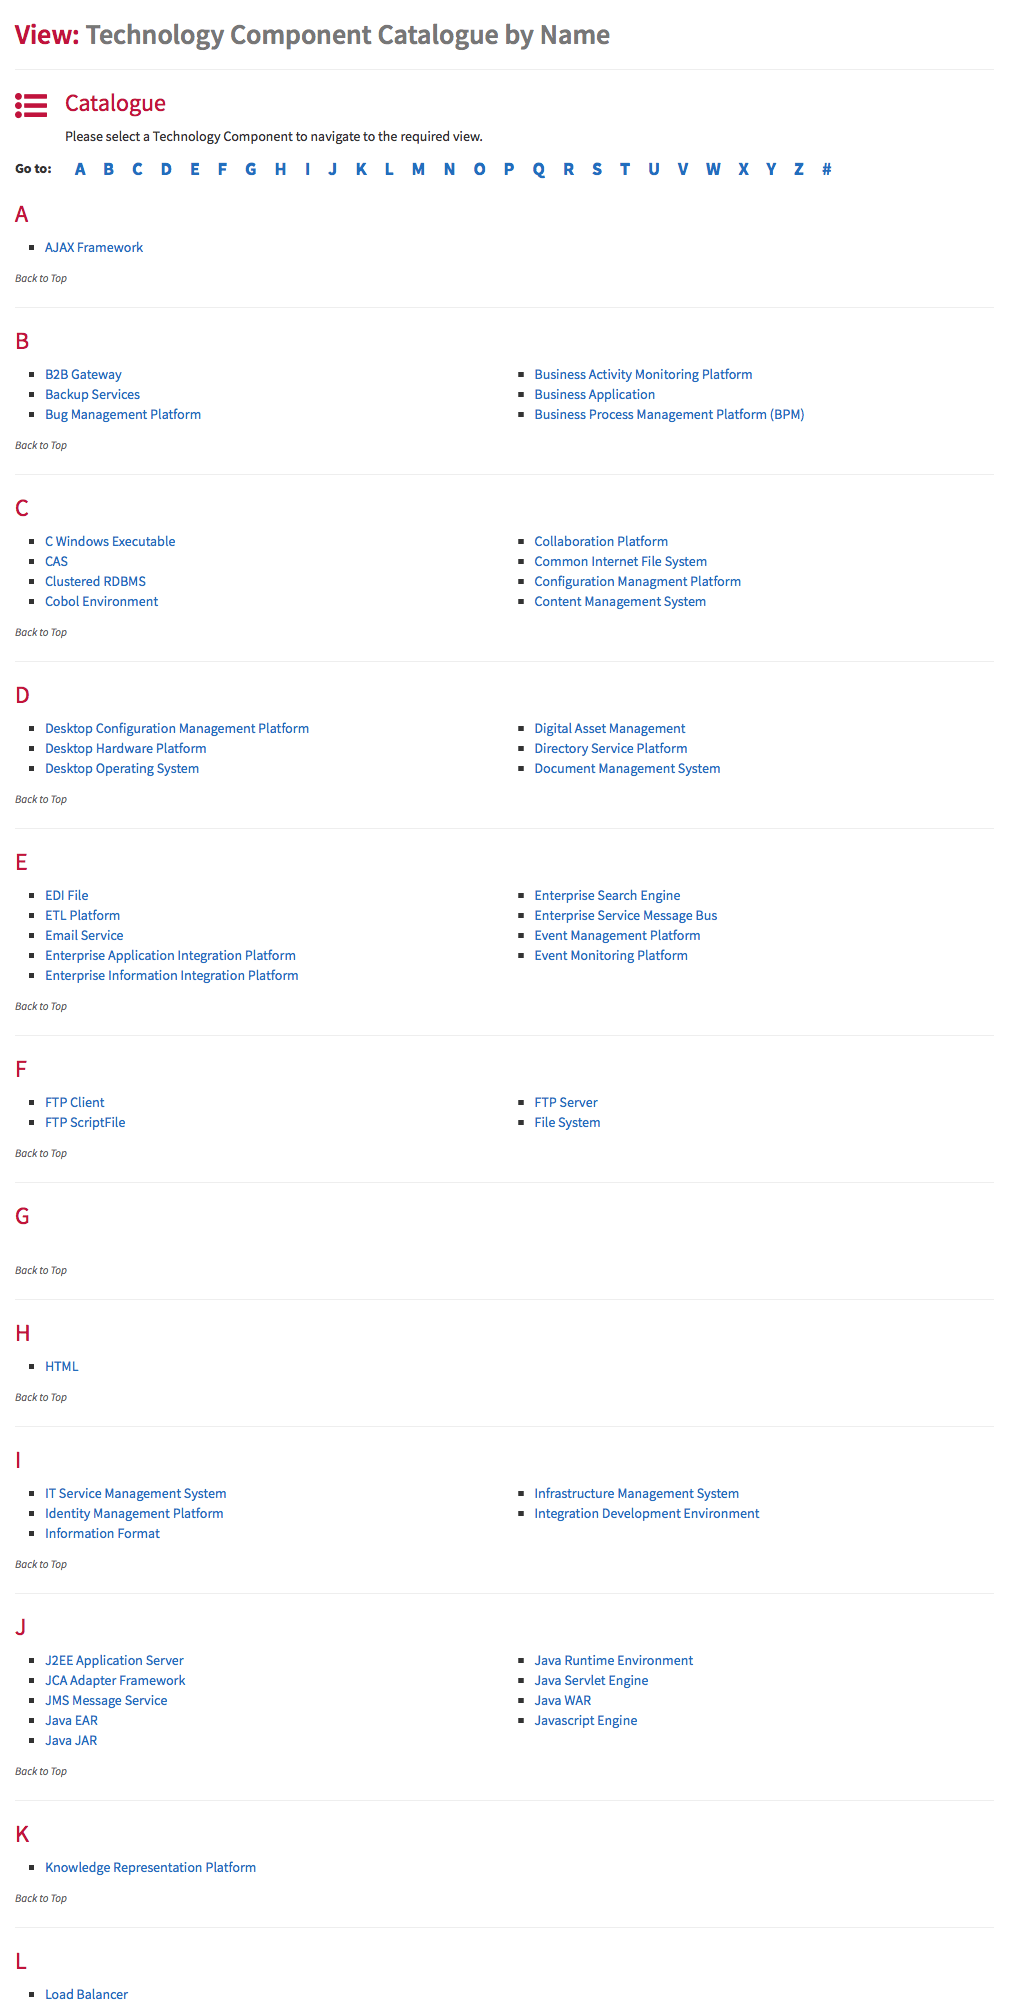 View: Technology Component Catalogue by Name
Catalogue
Please select a Technology Component to navigate to the required view.
Go to: A B C D E F G H I J K L M N O P Q R S T U V W X Y Z #
A
AJAX Framework
Back to Top
B
B2B Gateway
Backup Services
Bug Management Platform
Business Activity Monitoring Platform
Business Application
Business Process Management Platform (BPM)
Back to Top
C
C Windows Executable
CAS
Clustered RDBMS
Cobol Environment
Collaboration Platform
Common Internet File System
Configuration Managment Platform
Content Management System
Back to Top
D
Desktop Configuration Management Platform
Desktop Hardware Platform
Desktop Operating System
Digital Asset Management
Directory Service Platform
Document Management System
Back to Top
E
EDI File
ETL Platform
Email Service
Enterprise Application Integration Platform
Enterprise Information Integration Platform
Enterprise Search Engine
Enterprise Service Message Bus
Event Management Platform
Event Monitoring Platform
Back to Top
F
FTP Client
FTP ScriptFile
FTP Server
File System
Back to Top
G
Back to Top
H
HTML
Back to Top
I
IT Service Management System
Identity Management Platform
Information Format
Infrastructure Management System
Integration Development Environment
Back to Top
J
J2EE Application Server
JCA Adapter Framework
JMS Message Service
Java EAR
Java JAR
Java Runtime Environment
Java Servlet Engine
Java WAR
Javascript Engine
Back to Top
K
Knowledge Representation Platform
Back to Top
L
Load Balancer